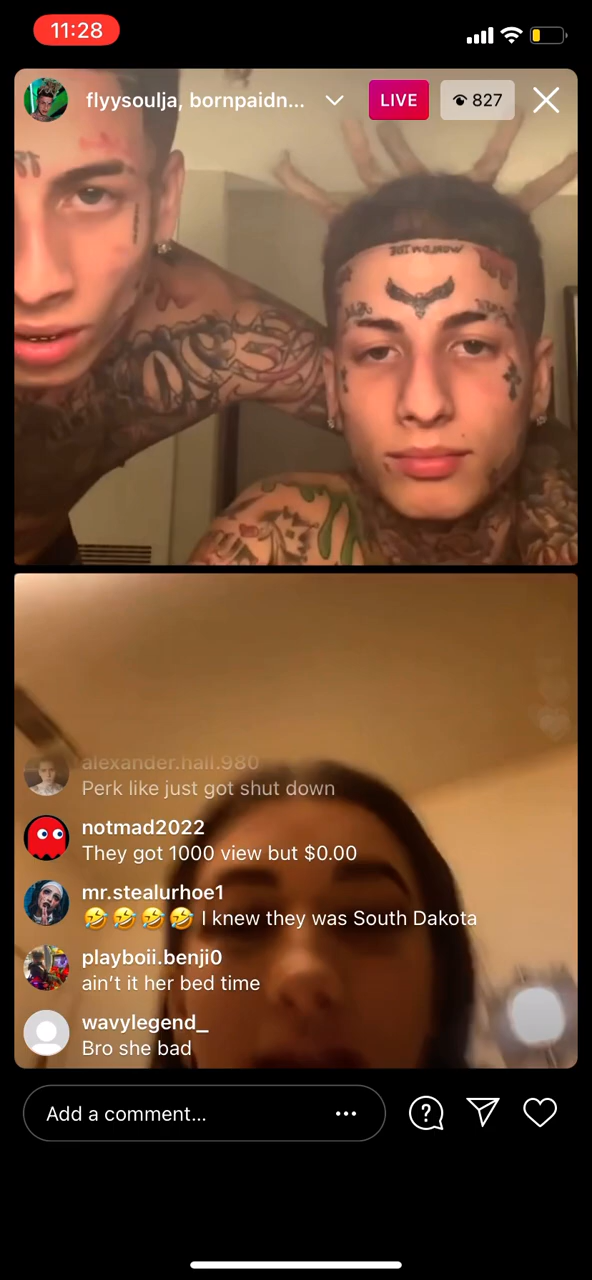 11:28
flyysoulja, bornpaidn...
LIVE
827
alexander.hall.980
Perk like just got shut down
notmad2022
They got 1000 view but $0.00
mr.stealurhoe1
🤣🤣🤣🤣 I knew they was South Dakota
playboii.benji0
ain't it her bed time
wavylegend_
Bro she bad
Add a comment...